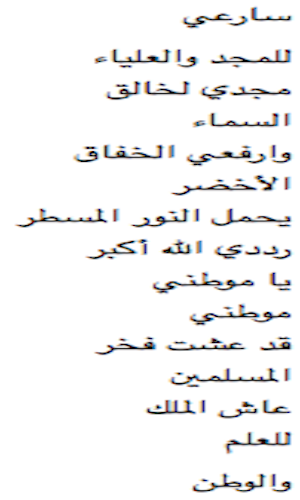 سارعي
للمجد والعلياء
مجدي لخالق
السماء
وارفعي الخفاق
الأخضر
يحمل النور المسطر
رددي الله أكبر
يا موطني
موطني
قد عشت فخر
المسلمين
عاش الملك
للعلم
والوطن